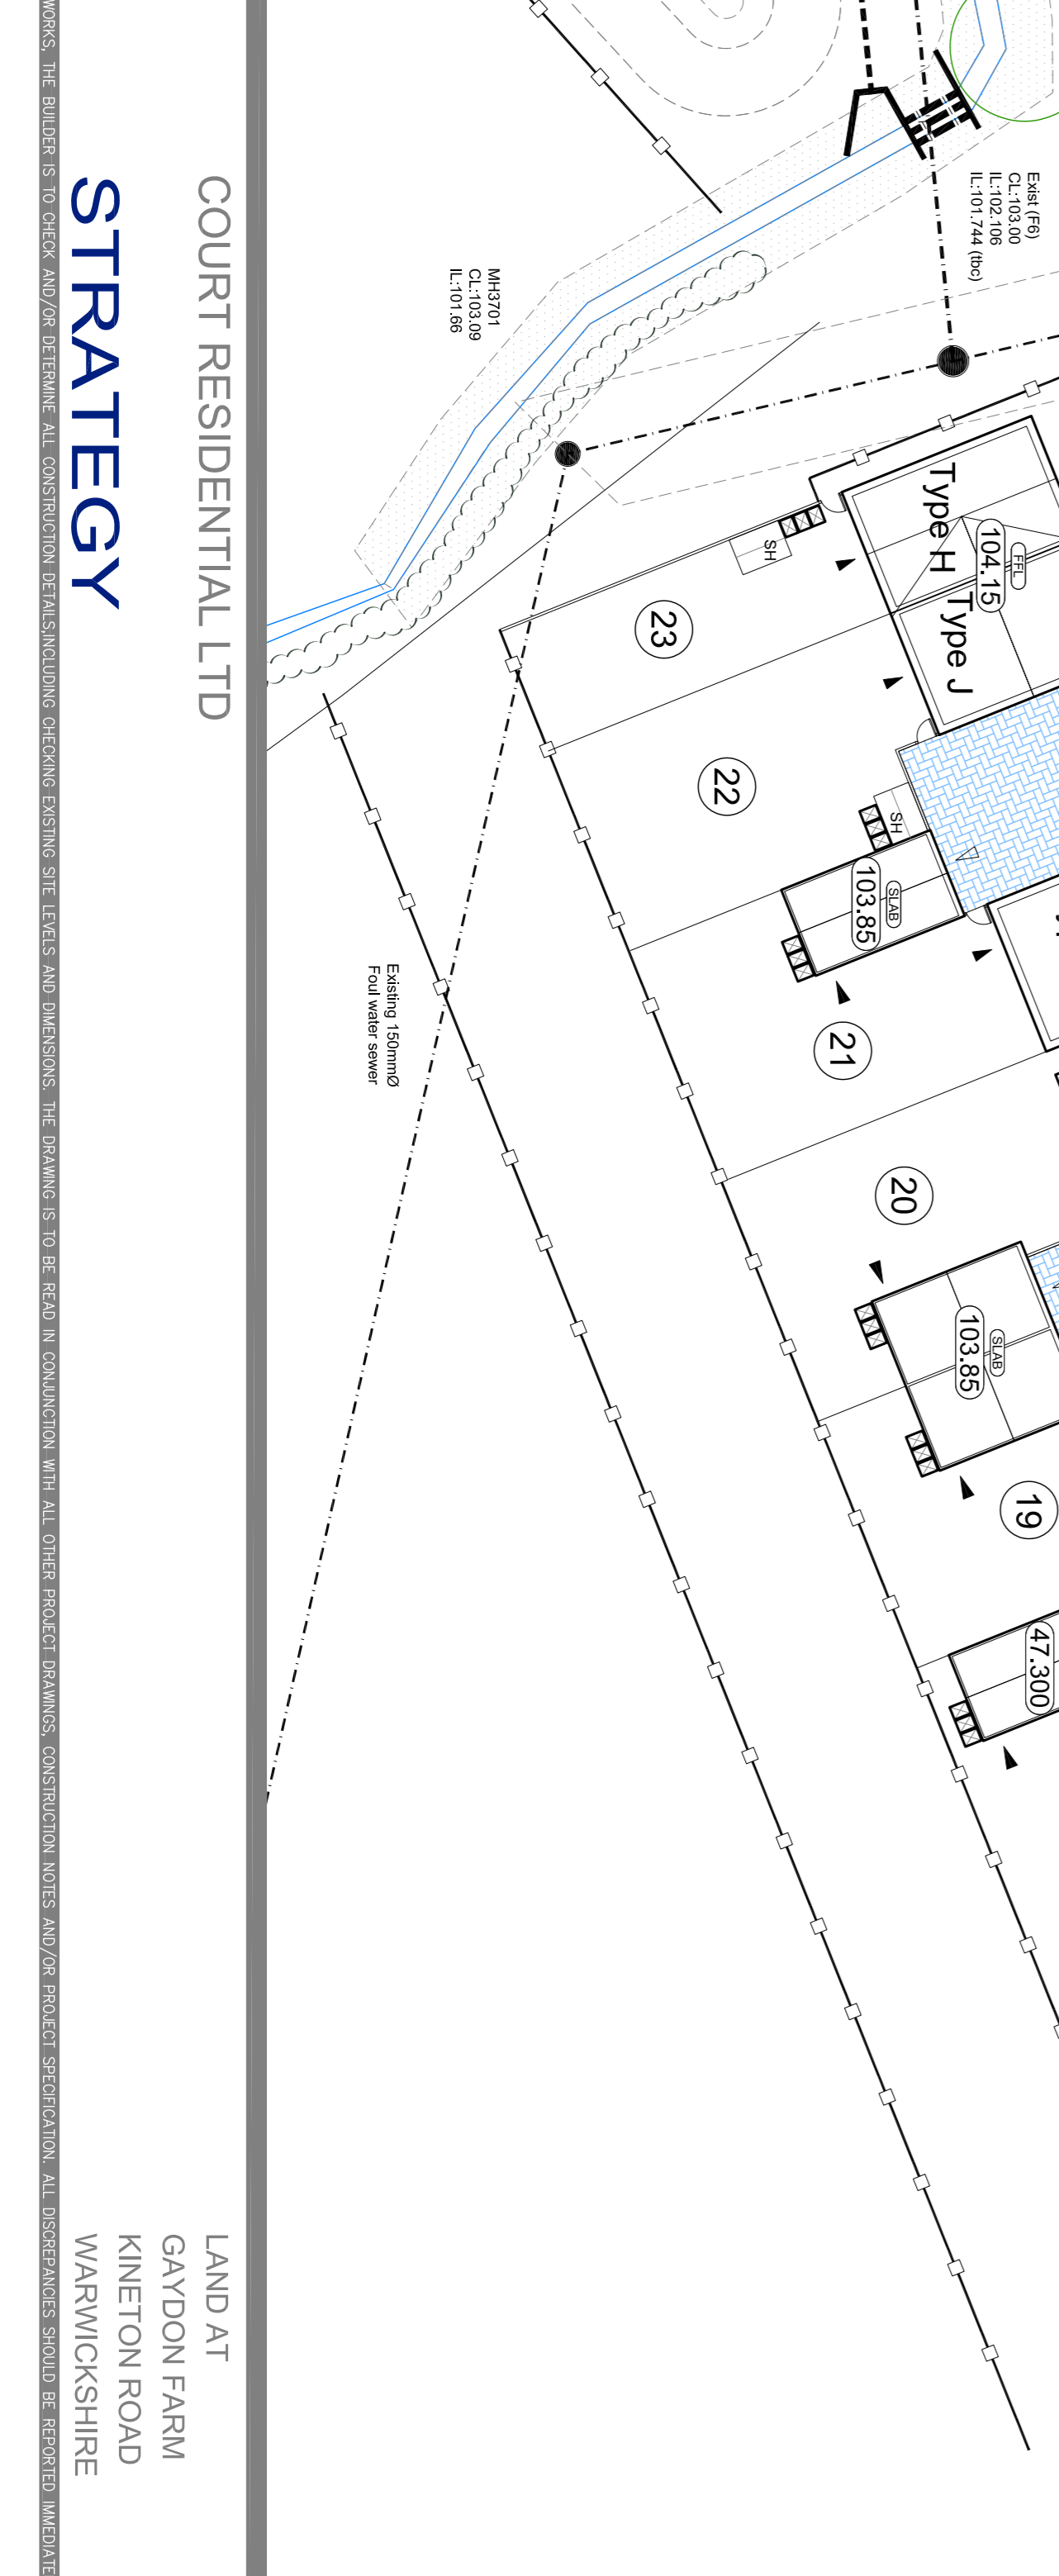 Exist (F6)
CL:103.00
IL:102.106
IL:101.744 (tbc)
MH3701
CL:103.09
IL:101.66
Type H
FFL
104.15
Type J
SH
23
22
SH
SLAB
103.85
21
20
SLAB
103.85
19
47.300
Existing 150mmØ
Foul water sewer
COURT RESIDENTIAL LTD
STRATEGY
LAND AT
GAYDON FARM
KINETON ROAD
WARWICKSHIRE
WORKS, THE BUILDER IS TO CHECK AND/OR DETERMINE ALL CONSTRUCTION DETAILS,INCLUDING CHECKING EXISTING SITE LEVELS AND DIMENSIONS. THE DRAWING IS TO BE READ IN CONJUNCTION WITH ALL OTHER PROJECT DRAWINGS, CONSTRUCTION NOTES AND/OR PROJECT SPECIFICATION. ALL DISCREPANCIES SHOULD BE REPORTED IMMEDIATE